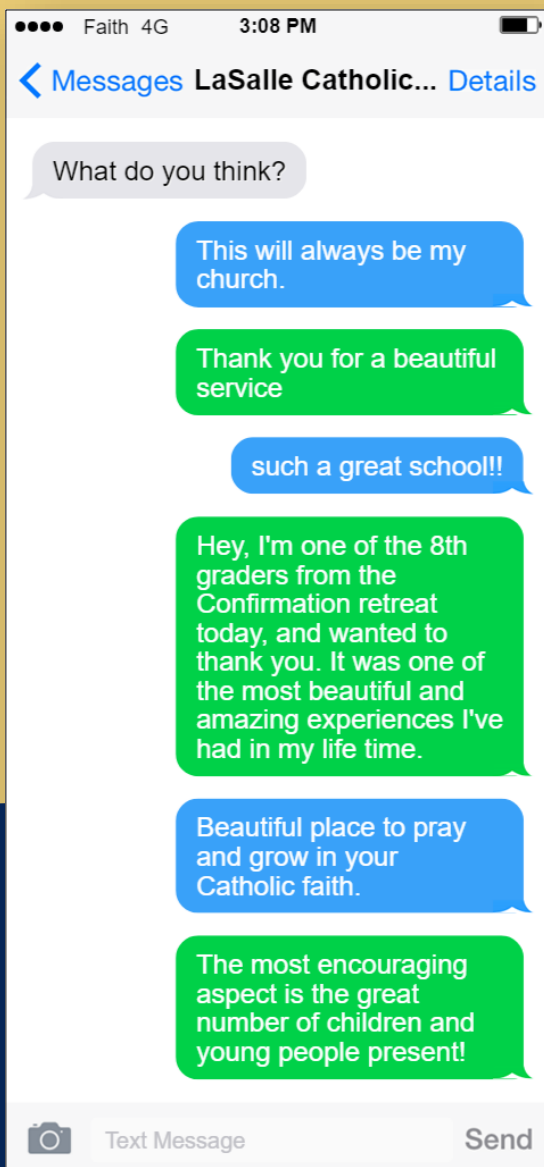 Faith 4G 3:08 PM
Messages LaSalle Catholic... Details
What do you think?
This will always be my
church.
Thank you for a beautiful
service
such a great school!!
Hey, I'm one of the 8th
graders from the
Confirmation retreat
today, and wanted to
thank you. It was one of
the most beautiful and
amazing experiences I've
had in my life time.
Beautiful place to pray
and grow in your
Catholic faith.
The most encouraging
aspect is the great
number of children and
young people present!
Text Message Send